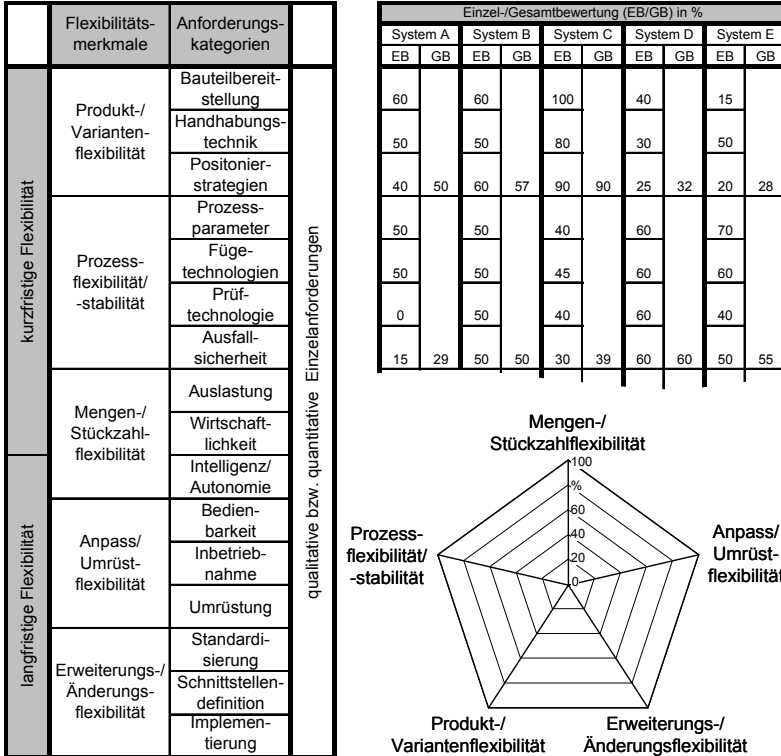 Flexibilitäts-
merkmale
Anforderungs-
kategorien
kurzfristige Flexibilität
langfristige Flexibilität
Produkt-/
Varianten-
flexibilität
Bauteilbereit-
stellung
Handhabungs-
technik
Positonier-
strategien
Prozess-
flexibilität/
-stabilität
Prozess-
parameter
Füge-
technologien
Prüf-
technologie
Ausfall-
sicherheit
Mengen-/
Stückzahl-
flexibilität
Auslastung
Wirtschaft-
lichkeit
Intelligenz/
Autonomie
Anpass/
Umrüst-
flexibilität
Bedien-
barkeit
Inbetrieb-
nahme
Umrüstung
Erweiterungs-/
Änderungs-
flexibilität
Standardi-
sierung
Schnittstellen-
definition
Implemen-
tierung
qualitative bzw. quantitative Einzelanforderungen
Einzel-/Gesamtbewertung (EB/GB) in %
System A System B System C System D System E
EB GB EB GB EB GB EB GB EB GB
60 60 100 40 15
50 50 80 30 50
40 50 60 57 90 90 25 32 20 28
50 50 40 60 70
50 50 45 60 60
0 50 40 60 40
15 29 50 50 30 39 60 60 50 55
Mengen-/
Stückzahlflexibilität
100
%
60
40
20
0
Prozess-
flexibilität/
-stabilität
Anpass/
Umrüst-
flexibilität
Produkt-/
Variantenflexibilität
Erweiterungs-/
Änderungsflexibilität